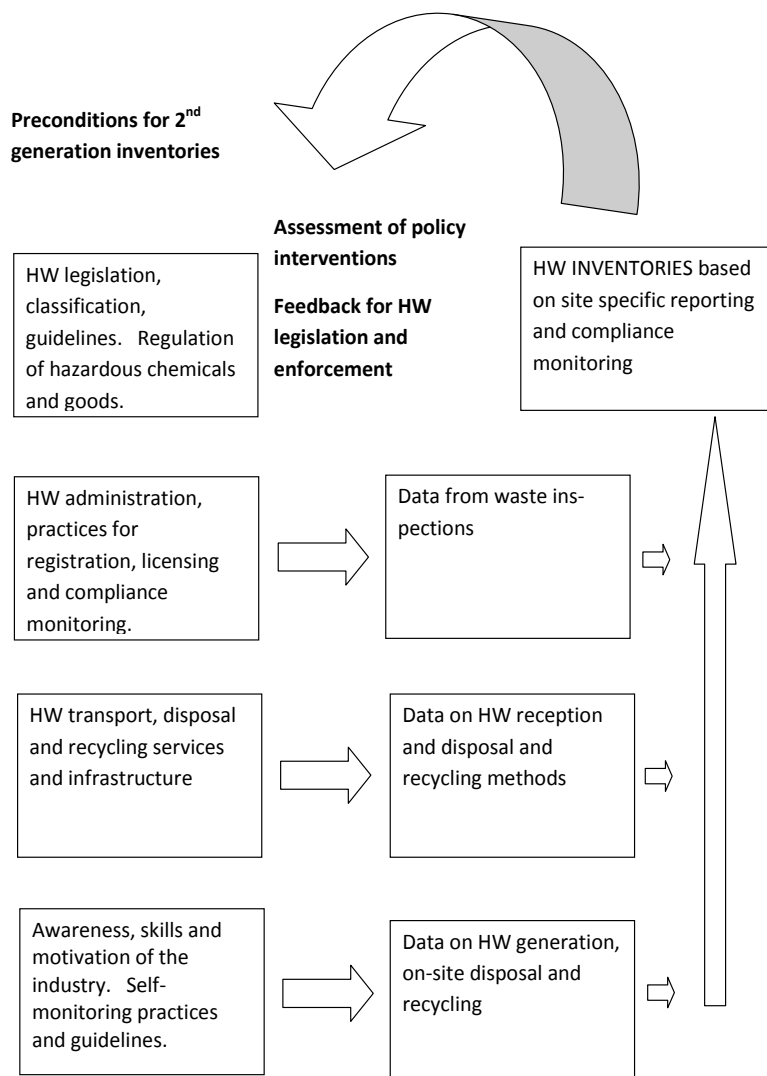 Preconditions for 2nd
generation inventories
Assessment of policy
interventions
Feedback for HW
legislation and
enforcement
HW legislation,
classification,
guidelines. Regulation
of hazardous chemicals
and goods.
HW INVENTORIES based
on site specific reporting
and compliance
monitoring
HW administration,
practices for
registration, licensing
and compliance
monitoring.
Data from waste ins-
pections
HW transport, disposal
and recycling services
and infrastructure
Data on HW reception
and disposal and
recycling methods
Awareness, skills and
motivation of the
industry. Self-
monitoring practices
and guidelines.
Data on HW generation,
on-site disposal and
recycling